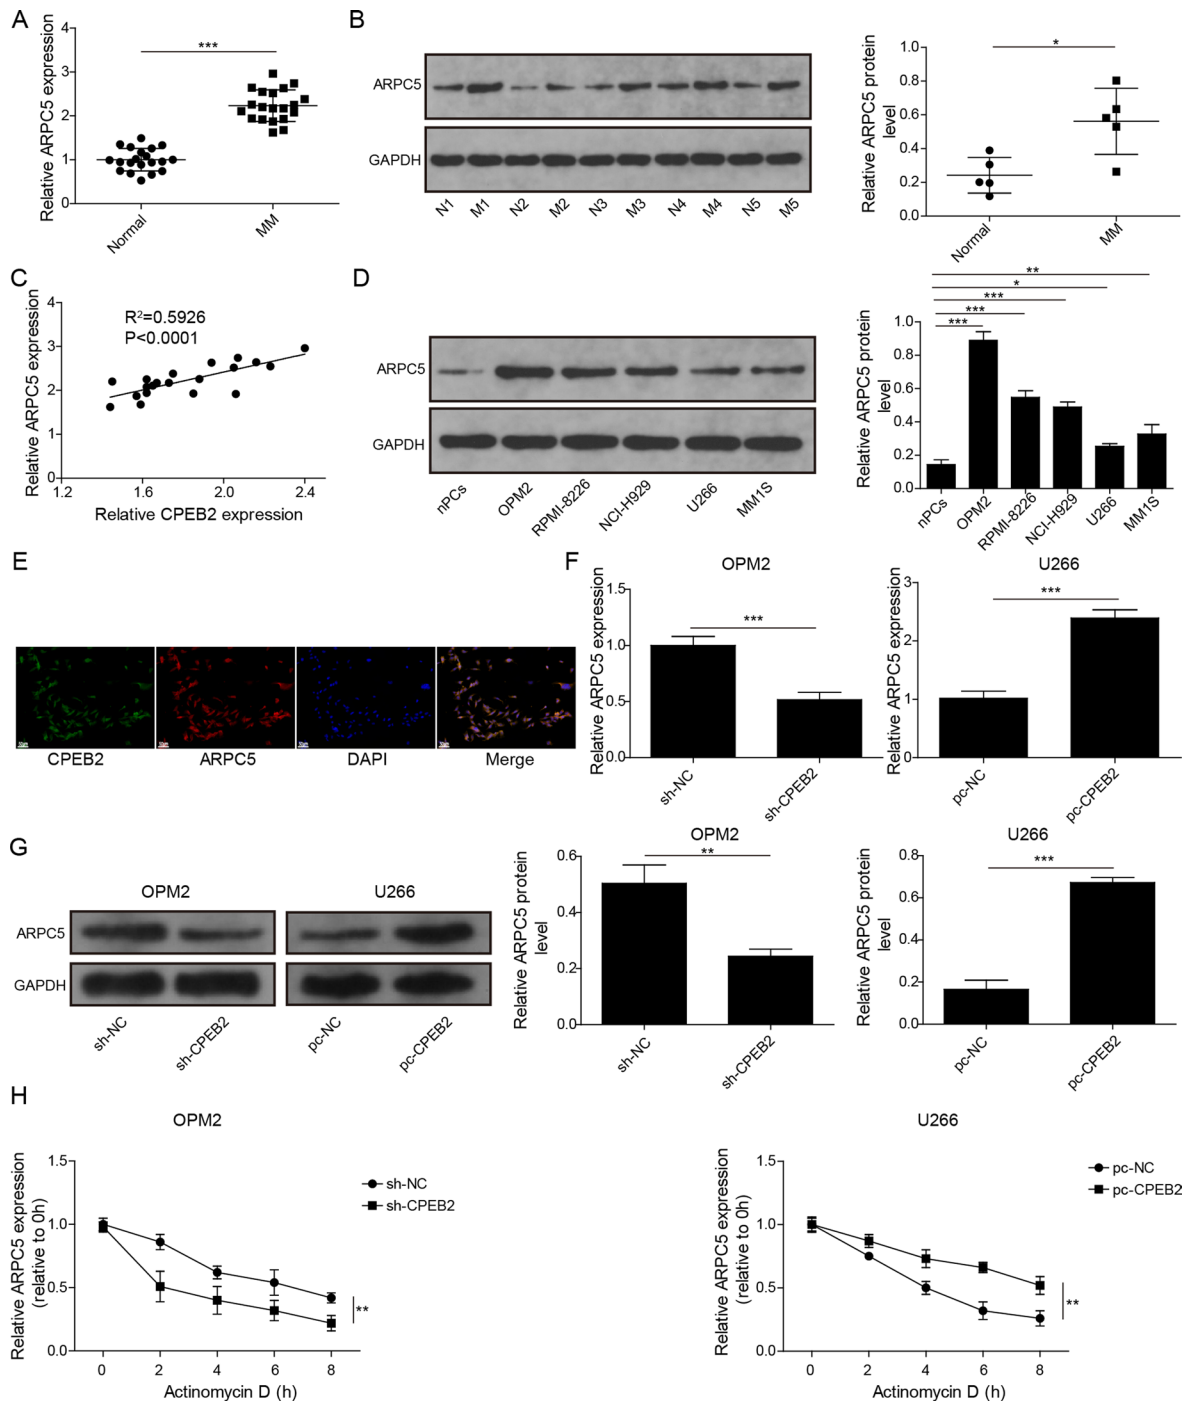 A
Relative ARPC5 expression
4
3
2
1
0
***
Normal
MM
B
ARPC5
GAPDH
N1
M1
N2
M2
N3
M3
N4
M4
N5
M5
Relative ARPC5 protein
level
1.0
0.8
0.6
0.4
0.2
0.0
*
Normal
MM
C
Relative ARPC5 expression
4
3
2
1
0
R²=0.5926
P<0.0001
1.2
1.6
2.0
2.4
Relative CPEB2 expression
D
ARPC5
GAPDH
nPCs
OPM2
RPMI-8226
NCI-H929
U266
MM1S
Relative ARPC5 protein
level
1.0
0.8
0.6
0.4
0.2
0.0
**
*
***
***
***
nPCs
OPM2
RPMI-8226
NCI-H929
U266
MM1S
E
CPEB2
ARPC5
DAPI
Merge
F
OPM2
Relative ARPC5 expression
1.5
1.0
0.5
0.0
***
sh-NC
sh-CPEB2
U266
Relative ARPC5 expression
3
2
1
0
***
pc-NC
pc-CPEB2
G
OPM2
U266
ARPC5
GAPDH
sh-NC
sh-CPEB2
pc-NC
pc-CPEB2
OPM2
Relative ARPC5 protein
level
0.6
0.4
0.2
0.0
**
sh-NC
sh-CPEB2
U266
Relative ARPC5 protein
level
0.8
0.6
0.4
0.2
0.0
***
pc-NC
pc-CPEB2
H
OPM2
Relative ARPC5 expression
(relative to 0h)
1.5
1.0
0.5
0.0
sh-NC
sh-CPEB2
**
0
2
4
6
8
Actinomycin D (h)
U266
Relative ARPC5 expression
(relative to 0h)
1.5
1.0
0.5
0.0
pc-NC
pc-CPEB2
**
0
2
4
6
8
Actinomycin D (h)